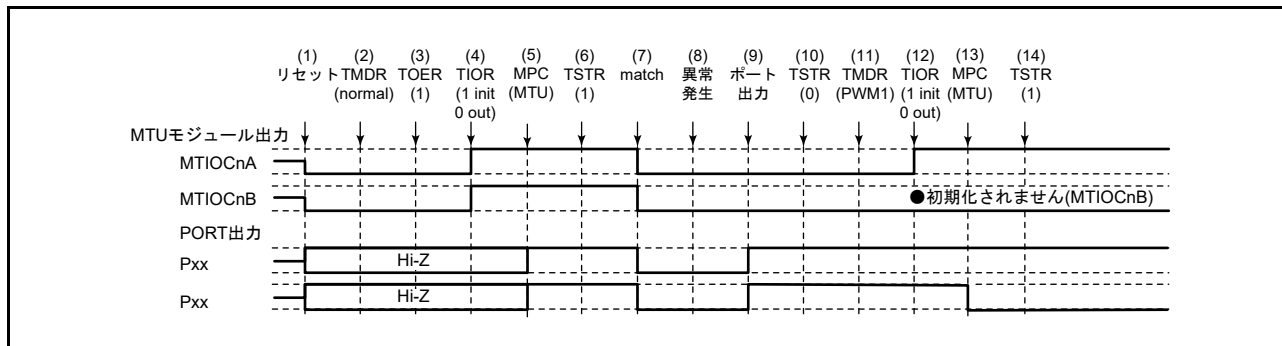 (1) (2) (3) (4) (5) (6) (7) (8) (9) (10) (11) (12) (13) (14)
リセット TMDR TOER TIOR MPC TSTR match 異常 ポート TSTR TMDR TIOR MPC TSTR
(normal) (1) (1 init (MTU) (1) 発生 出力 (0) (PWM1) (1 init (MTU) (1)
0 out) 0 out)
MTUモジュール出力
MTIOCnA
MTIOCnB ●初期化されません(MTIOCnB)
PORT出力
Pxx Hi-Z
Pxx Hi-Z